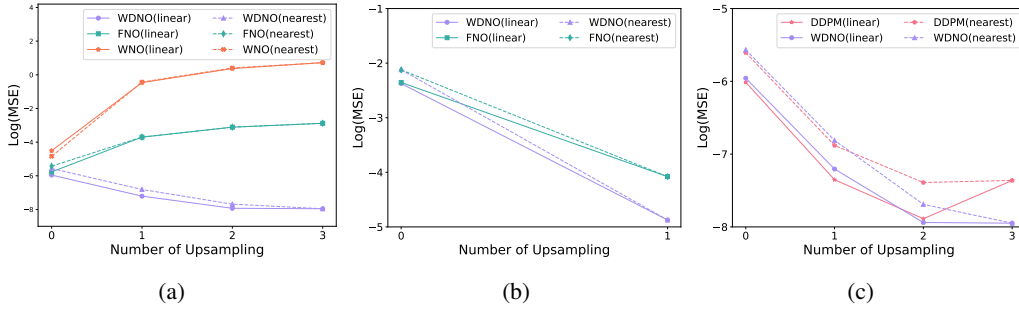 WDNO(linear) WDNO(nearest)
FNO(linear) FNO(nearest)
WNO(linear) WNO(nearest)
Log(MSE)
4
2
0
−2
−4
−6
−8
0 1 2 3
Number of Upsampling
(a)
WDNO(linear) WDNO(nearest)
FNO(linear) FNO(nearest)
Log(MSE)
−1
−2
−3
−4
−5
0 1
Number of Upsampling
(b)
DDPM(linear) DDPM(nearest)
WDNO(linear) WDNO(nearest)
Log(MSE)
−5
−6
−7
−8
0 1 2 3
Number of Upsampling
(c)